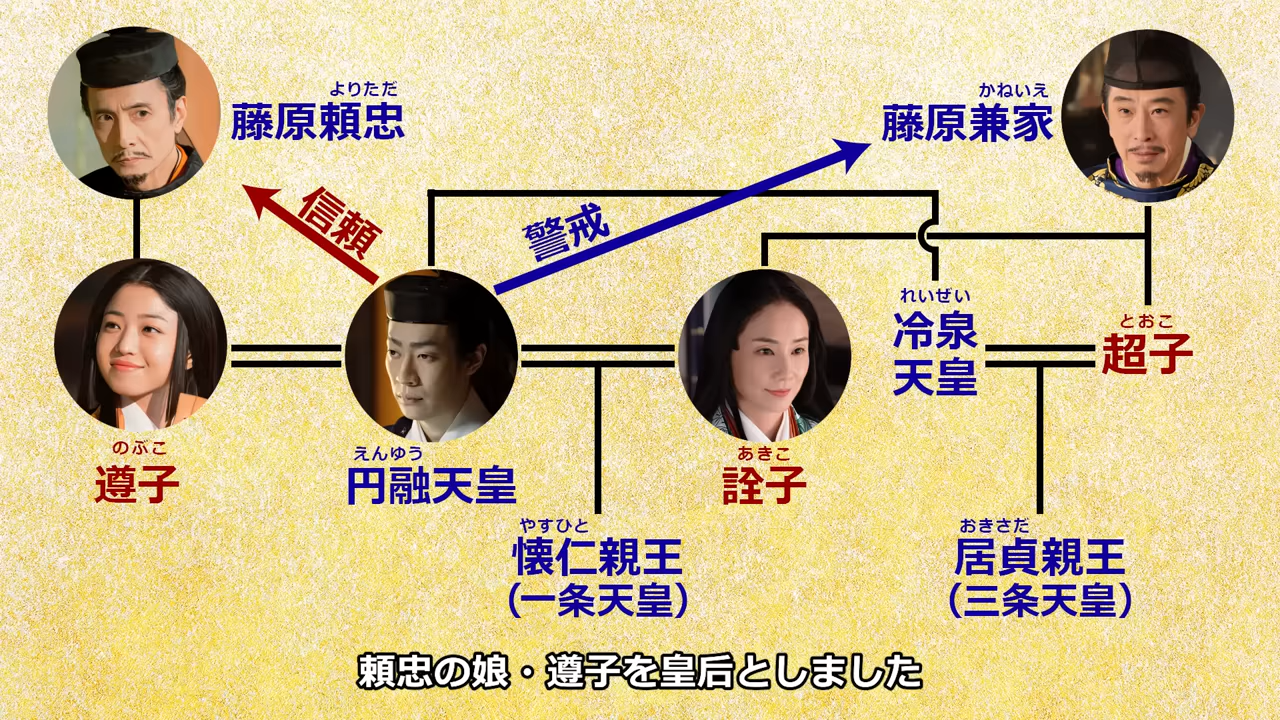 よりただ
藤原頼忠
かねいえ
藤原兼家
信頼
警戒
れいぜい
冷泉
天皇
とおこ
超子
のぶこ
遵子
えんゆう
円融天皇
あきこ
詮子
やすひと
懐仁親王
(一条天皇)
おきさだ
居貞親王
(三条天皇)
頼忠の娘・遵子を皇后としました